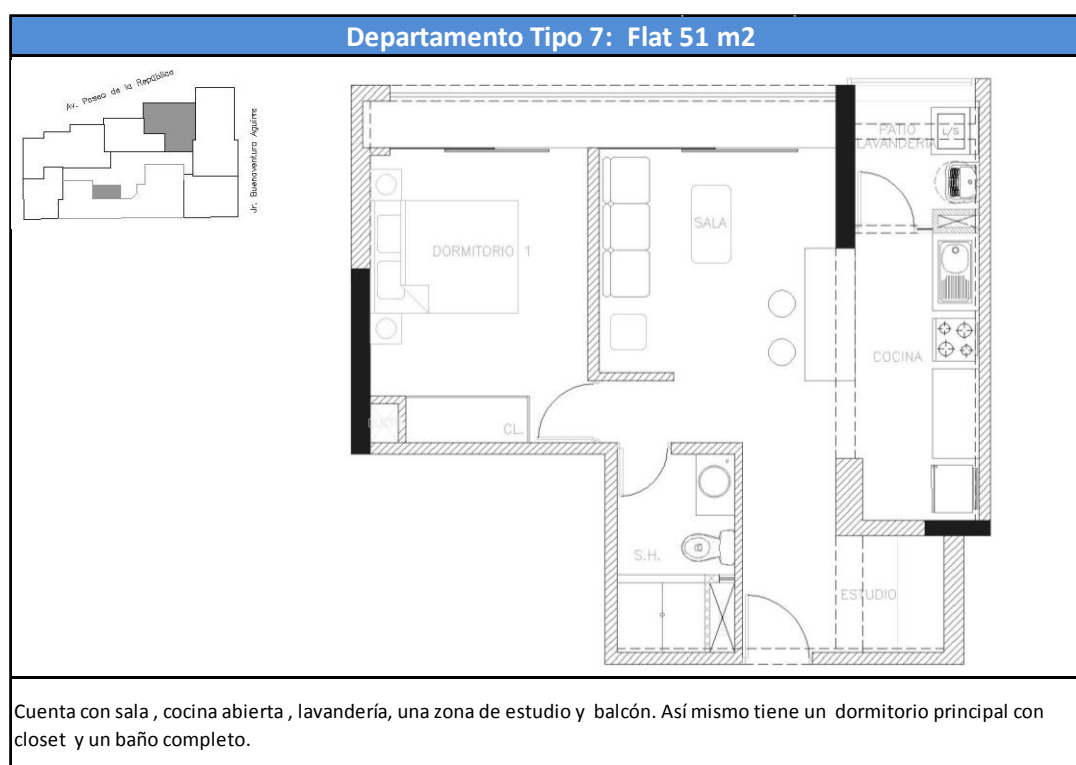 Departamento Tipo 7: Flat 51 m2
Av. Paseo de la República
Jr. Buenaventura Aguirre
PATIO
LAVANDERIA
L/S
DORMITORIO 1
SALA
COCINA
CL.
S.H.
ESTUDIO
Cuenta con sala , cocina abierta , lavandería, una zona de estudio y balcón. Así mismo tiene un dormitorio principal con
closet y un baño completo.